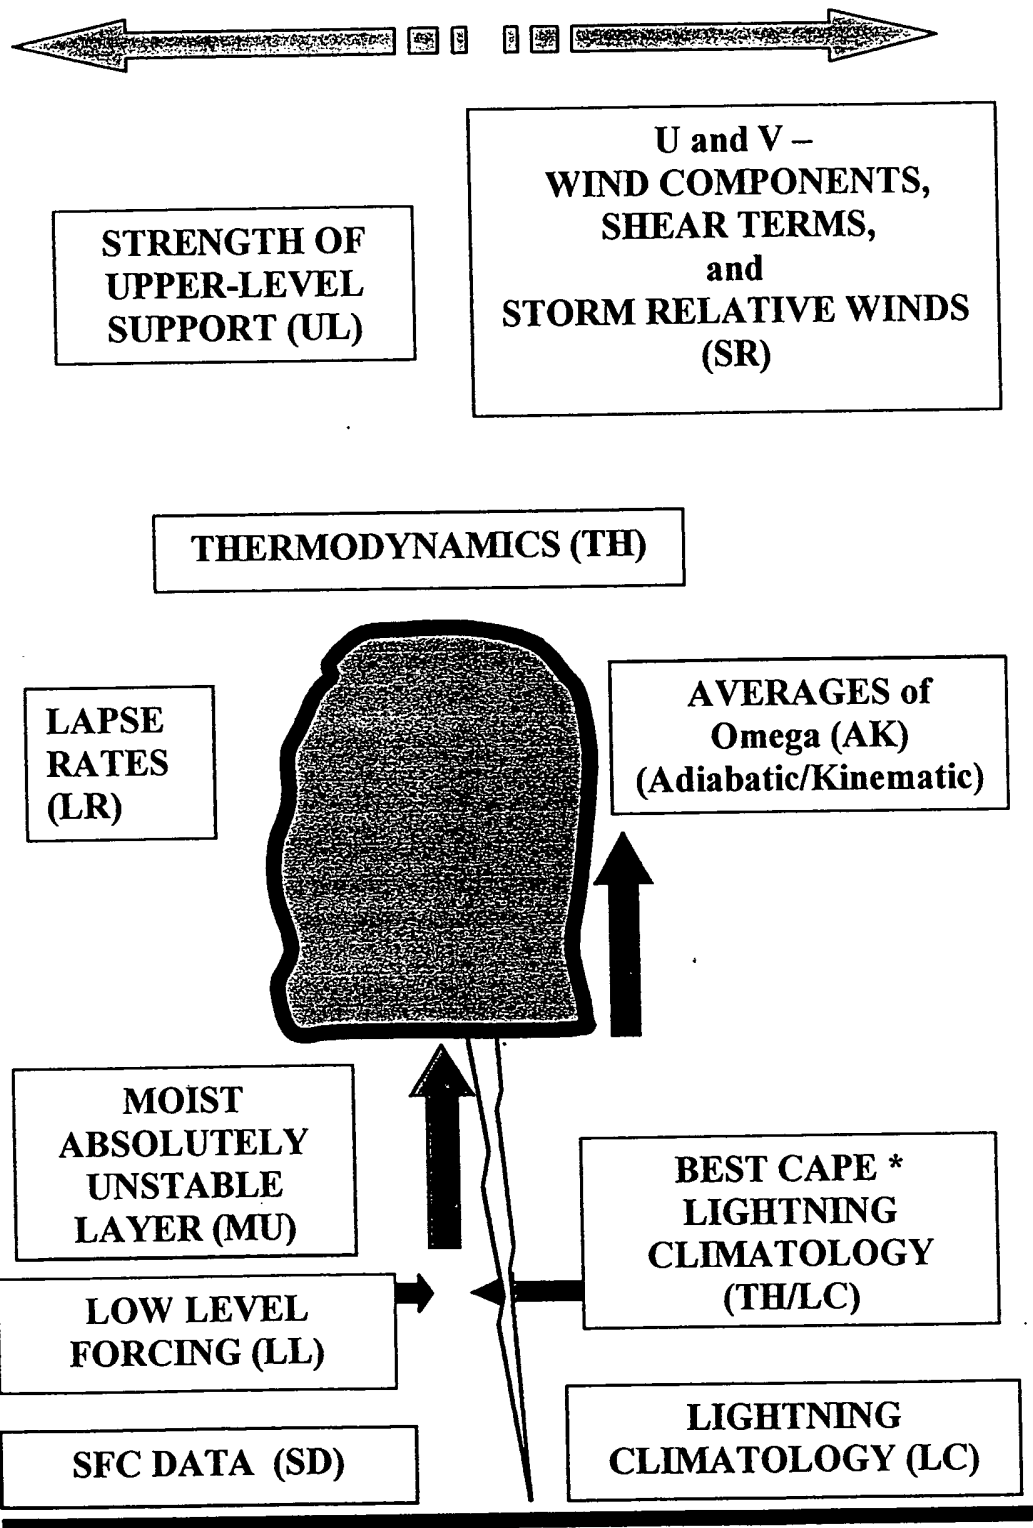 U and V –
WIND COMPONENTS,
SHEAR TERMS,
and
STORM RELATIVE WINDS
(SR)
STRENGTH OF
UPPER-LEVEL
SUPPORT (UL)
THERMODYNAMICS (TH)
LAPSE
RATES
(LR)
AVERAGES of
Omega (AK)
(Adiabatic/Kinematic)
MOIST
ABSOLUTELY
UNSTABLE
LAYER (MU)
BEST CAPE *
LIGHTNING
CLIMATOLOGY
(TH/LC)
LOW LEVEL
FORCING (LL)
LIGHTNING
CLIMATOLOGY (LC)
SFC DATA (SD)